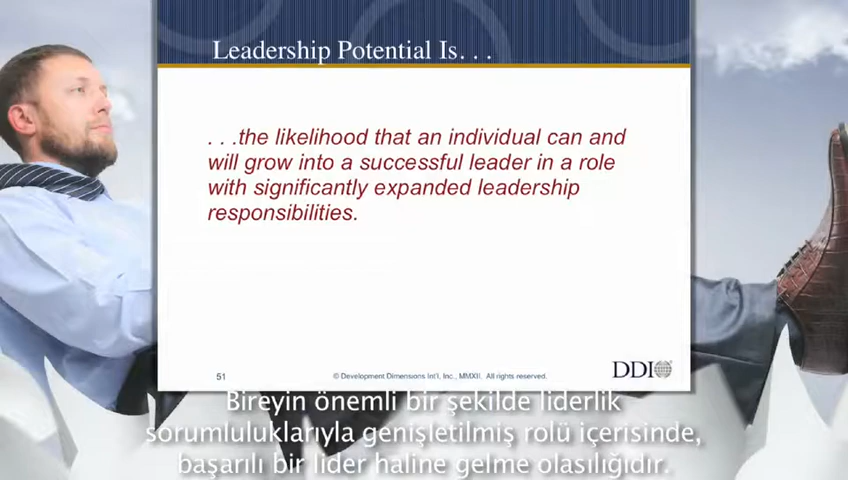 Leadership Potential Is. . .
. . .the likelihood that an individual can and
will grow into a successful leader in a role
with significantly expanded leadership
responsibilities.
51
© Development Dimensions Int'l, Inc., MMXII. All rights reserved.
DDI
Bireyin önemli bir şekilde liderlik
sorumluluklarıyla genişletilmiş rolü içerisinde,
başarılı bir lider haline gelme olasılığıdır.